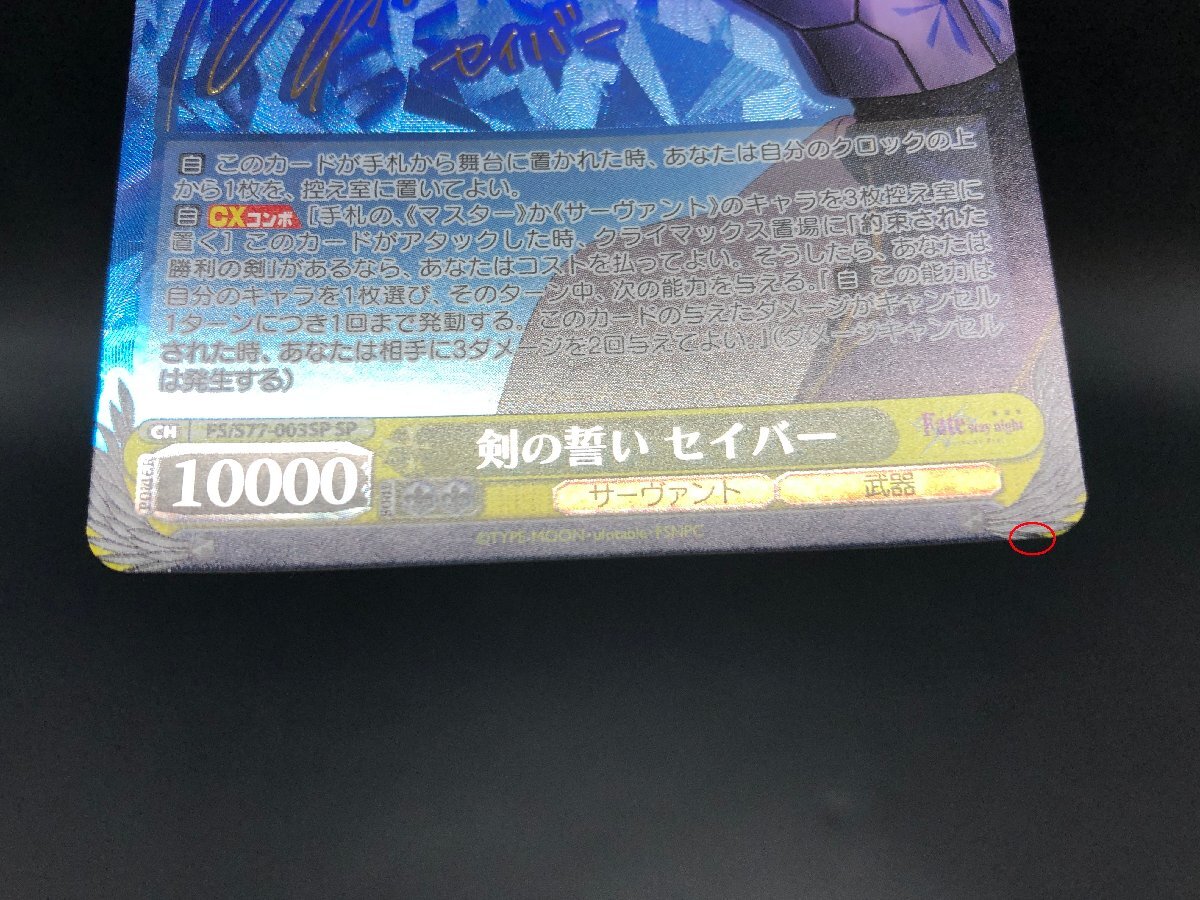 セイバー
自 このカードが手札から舞台に置かれた時、あなたは自分のクロックの上
から1枚を、控え室に置いてよい。
自 CXコンボ [手札の、《マスター》か《サーヴァント》のキャラを3枚控え室に
置く] このカードがアタックした時、クライマックス置場に「約束された
勝利の剣」があるなら、あなたはコストを払ってよい。そうしたら、あなたは
自分のキャラを1枚選び、そのターン中、次の能力を与える。「自 この能力は
1ターンにつき1回まで発動する。このカードの与えたダメージがキャンセル
された時、あなたは相手に3ダメージを2回与えてよい。」(ダメージキャンセル
は発生する)
CH FS/S77-003SP SP
剣の誓い セイバー
Fate
stay night
POWER 10000
サーヴァント 武器
©TYPE-MOON・ufotable・FSNPC